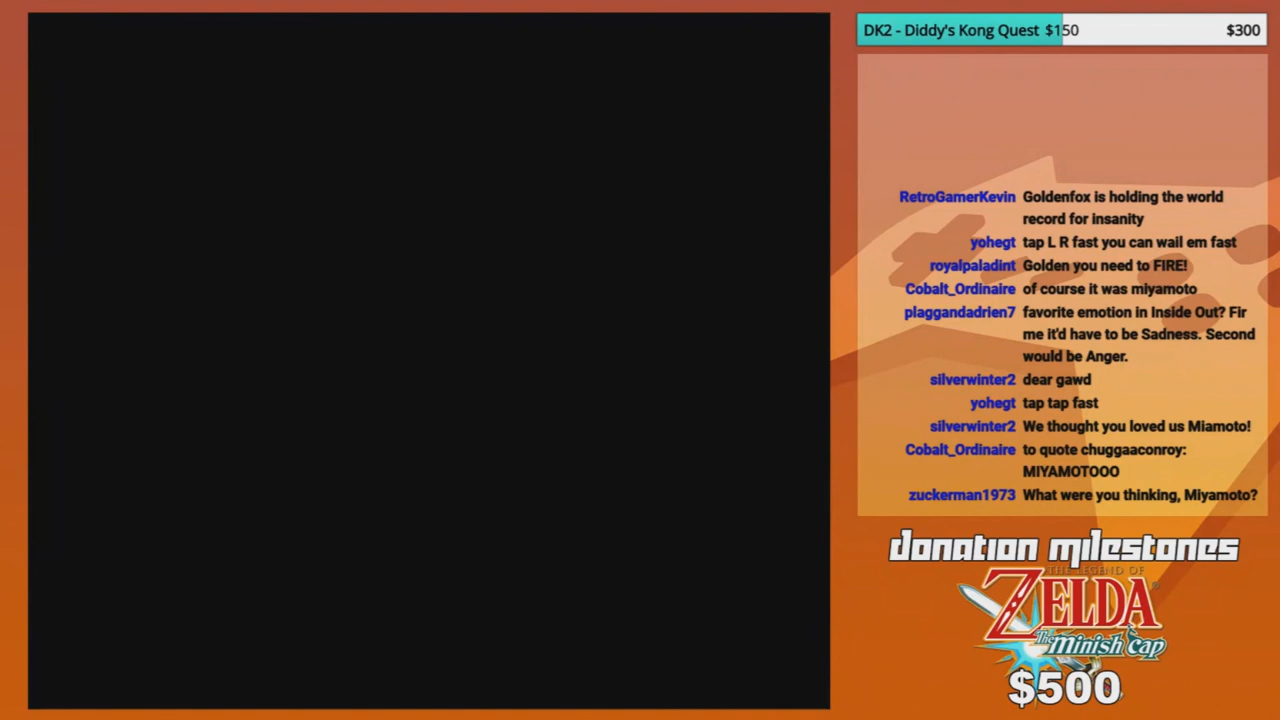 DK2 - Diddy's Kong Quest $150 $300
RetroGamerKevin Goldenfox is holding the world
record for insanity
yohegt tap L R fast you can wail em fast
royalpaladint Golden you need to FIRE!
Cobalt_Ordinaire of course it was miyamoto
plaggandadrien7 favorite emotion in Inside Out? Fir
me it'd have to be Sadness. Second
would be Anger.
silverwinter2 dear gawd
yohegt tap tap fast
silverwinter2 We thought you loved us Miamoto!
Cobalt_Ordinaire to quote chuggaaconroy:
MIYAMOTOOO
zuckerman1973 What were you thinking, Miyamoto?
donation milestones
THE LEGEND OF
ZELDA
The Minish Cap
$500